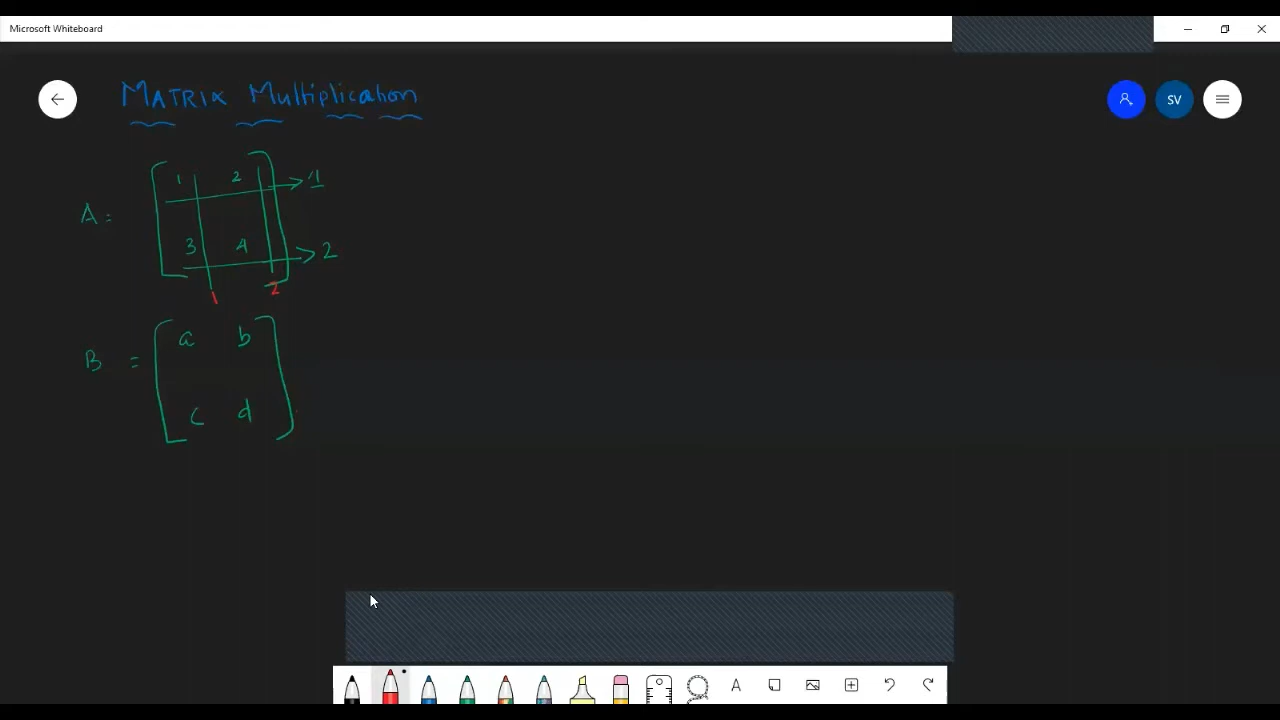 Microsoft Whiteboard
MATRIX Multiplication
SV
1 2 → 1
A =
3 4 → 2
1 2
a b
B =
c d
A